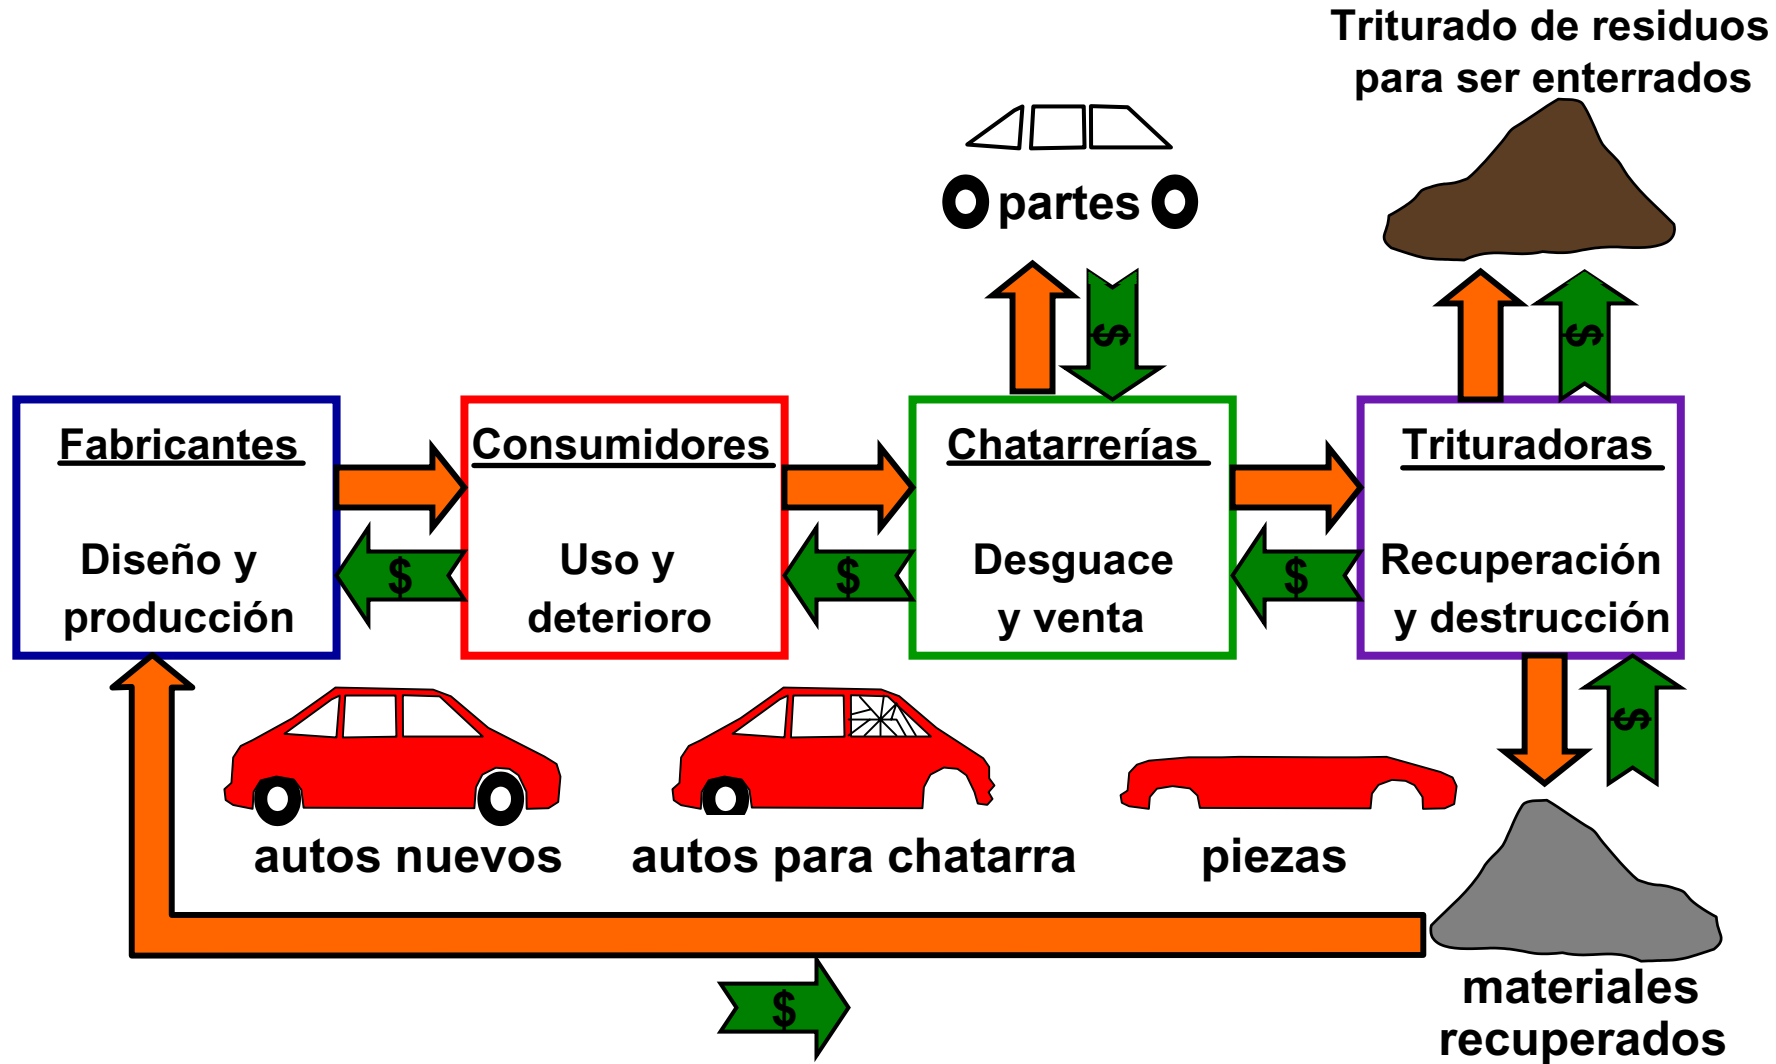 Triturado de residuos
para ser enterrados
partes
$
$
Fabricantes
Diseño y
producción
Consumidores
Uso y
deterioro
Chatarrerías
Desguace
y venta
Trituradoras
Recuperación
y destrucción
$
$
$
$
autos nuevos
autos para chatarra
piezas
materiales
recuperados
$